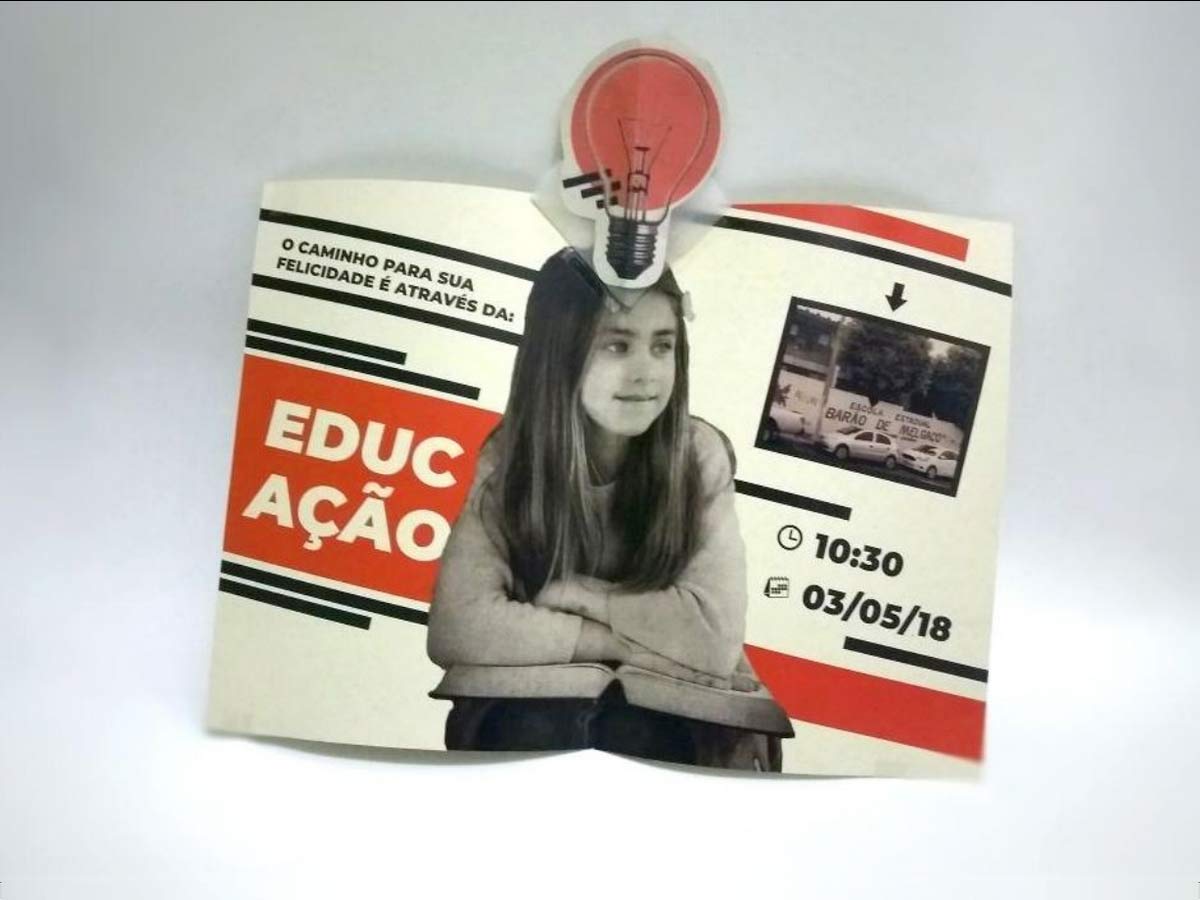 O CAMINHO PARA SUA
FELICIDADE É ATRAVÉS DA:
EDUC
AÇÃO
ESCOLA ESTADUAL
BARÃO DE MELGAÇO
10:30
03/05/18